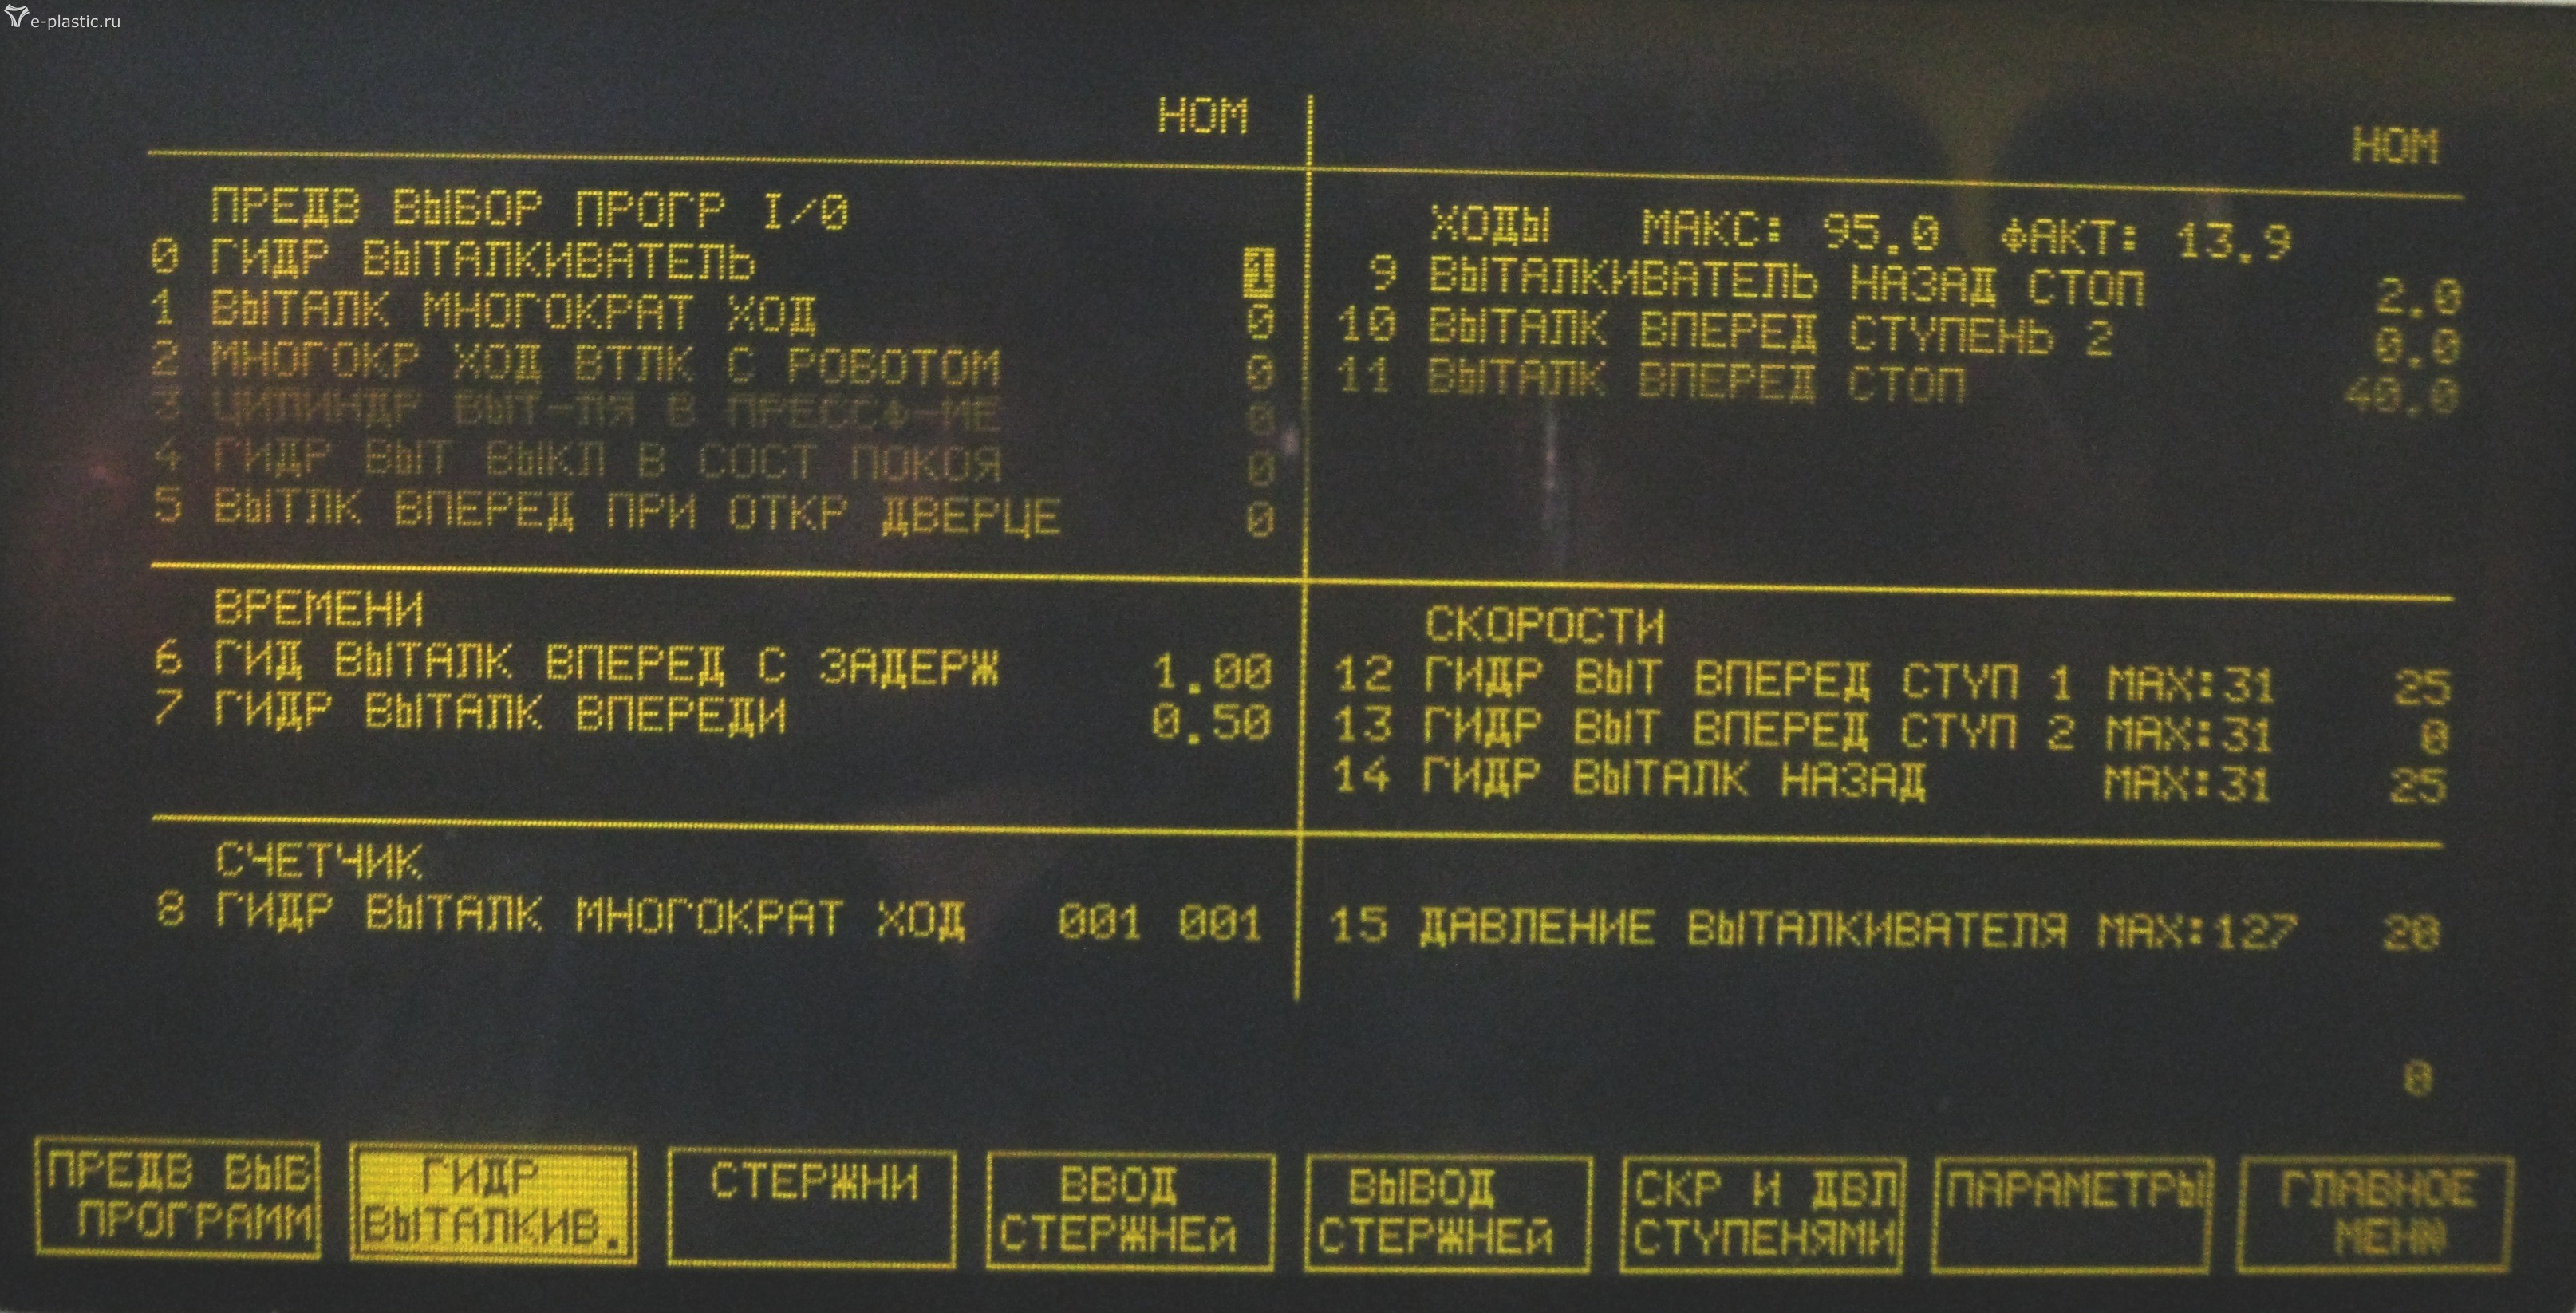 e-plastic.ru
НОМ
ПРЕДВ ВЫБОР ПРОГР I/0
0 ГИДР ВЫТАЛКИВАТЕЛЬ
1 ВЫТАЛК МНОГОКРАТ ХОД 0
2 МНОГОКР ХОД ВТЛК С РОБОТОМ 0
3 ЦИЛИНДР ВЫТ-ЛЯ В ПРЕССФ-ИЕ 0
4 ГИДР ВЫТ ВЫКЛ В СОСТ ПОКОЯ 0
5 ВЫТЛК ВПЕРЕД ПРИ ОТКР ДВЕРЦЕ 0
ВРЕМЕНИ
6 ГИД ВЫТАЛК ВПЕРЕД С ЗАДЕРЖ 1.00
7 ГИДР ВЫТАЛК ВПЕРЕДИ 0.50
СЧЕТЧИК
8 ГИДР ВЫТАЛК МНОГОКРАТ ХОД 001 001
НОМ
ХОДЫ МАКС: 95.0 ФАКТ: 13.9
9 ВЫТАЛКИВАТЕЛЬ НАЗАД СТОП 2.0
10 ВЫТАЛК ВПЕРЕД СТУПЕНЬ 2 0.0
11 ВЫТАЛК ВПЕРЕД СТОП 40.0
СКОРОСТИ
12 ГИДР ВЫТ ВПЕРЕД СТУП 1 MAX:31 25
13 ГИДР ВЫТ ВПЕРЕД СТУП 2 MAX:31 0
14 ГИДР ВЫТАЛК НАЗАД MAX:31 25
15 ДАВЛЕНИЕ ВЫТАЛКИВАТЕЛЯ MAX:127 20
0
ПРЕДВ ВЫБ
ПРОГРАММ
ГИДР
ВЫТАЛКИВ.
СТЕРЖНИ
ВВОД
СТЕРЖНЕЙ
ВЫВОД
СТЕРЖНЕЙ
СКР И ДВЛ
СТУПЕНЯМИ
ПАРАМЕТРЫ
ГЛАВНОЕ
МЕНЮ